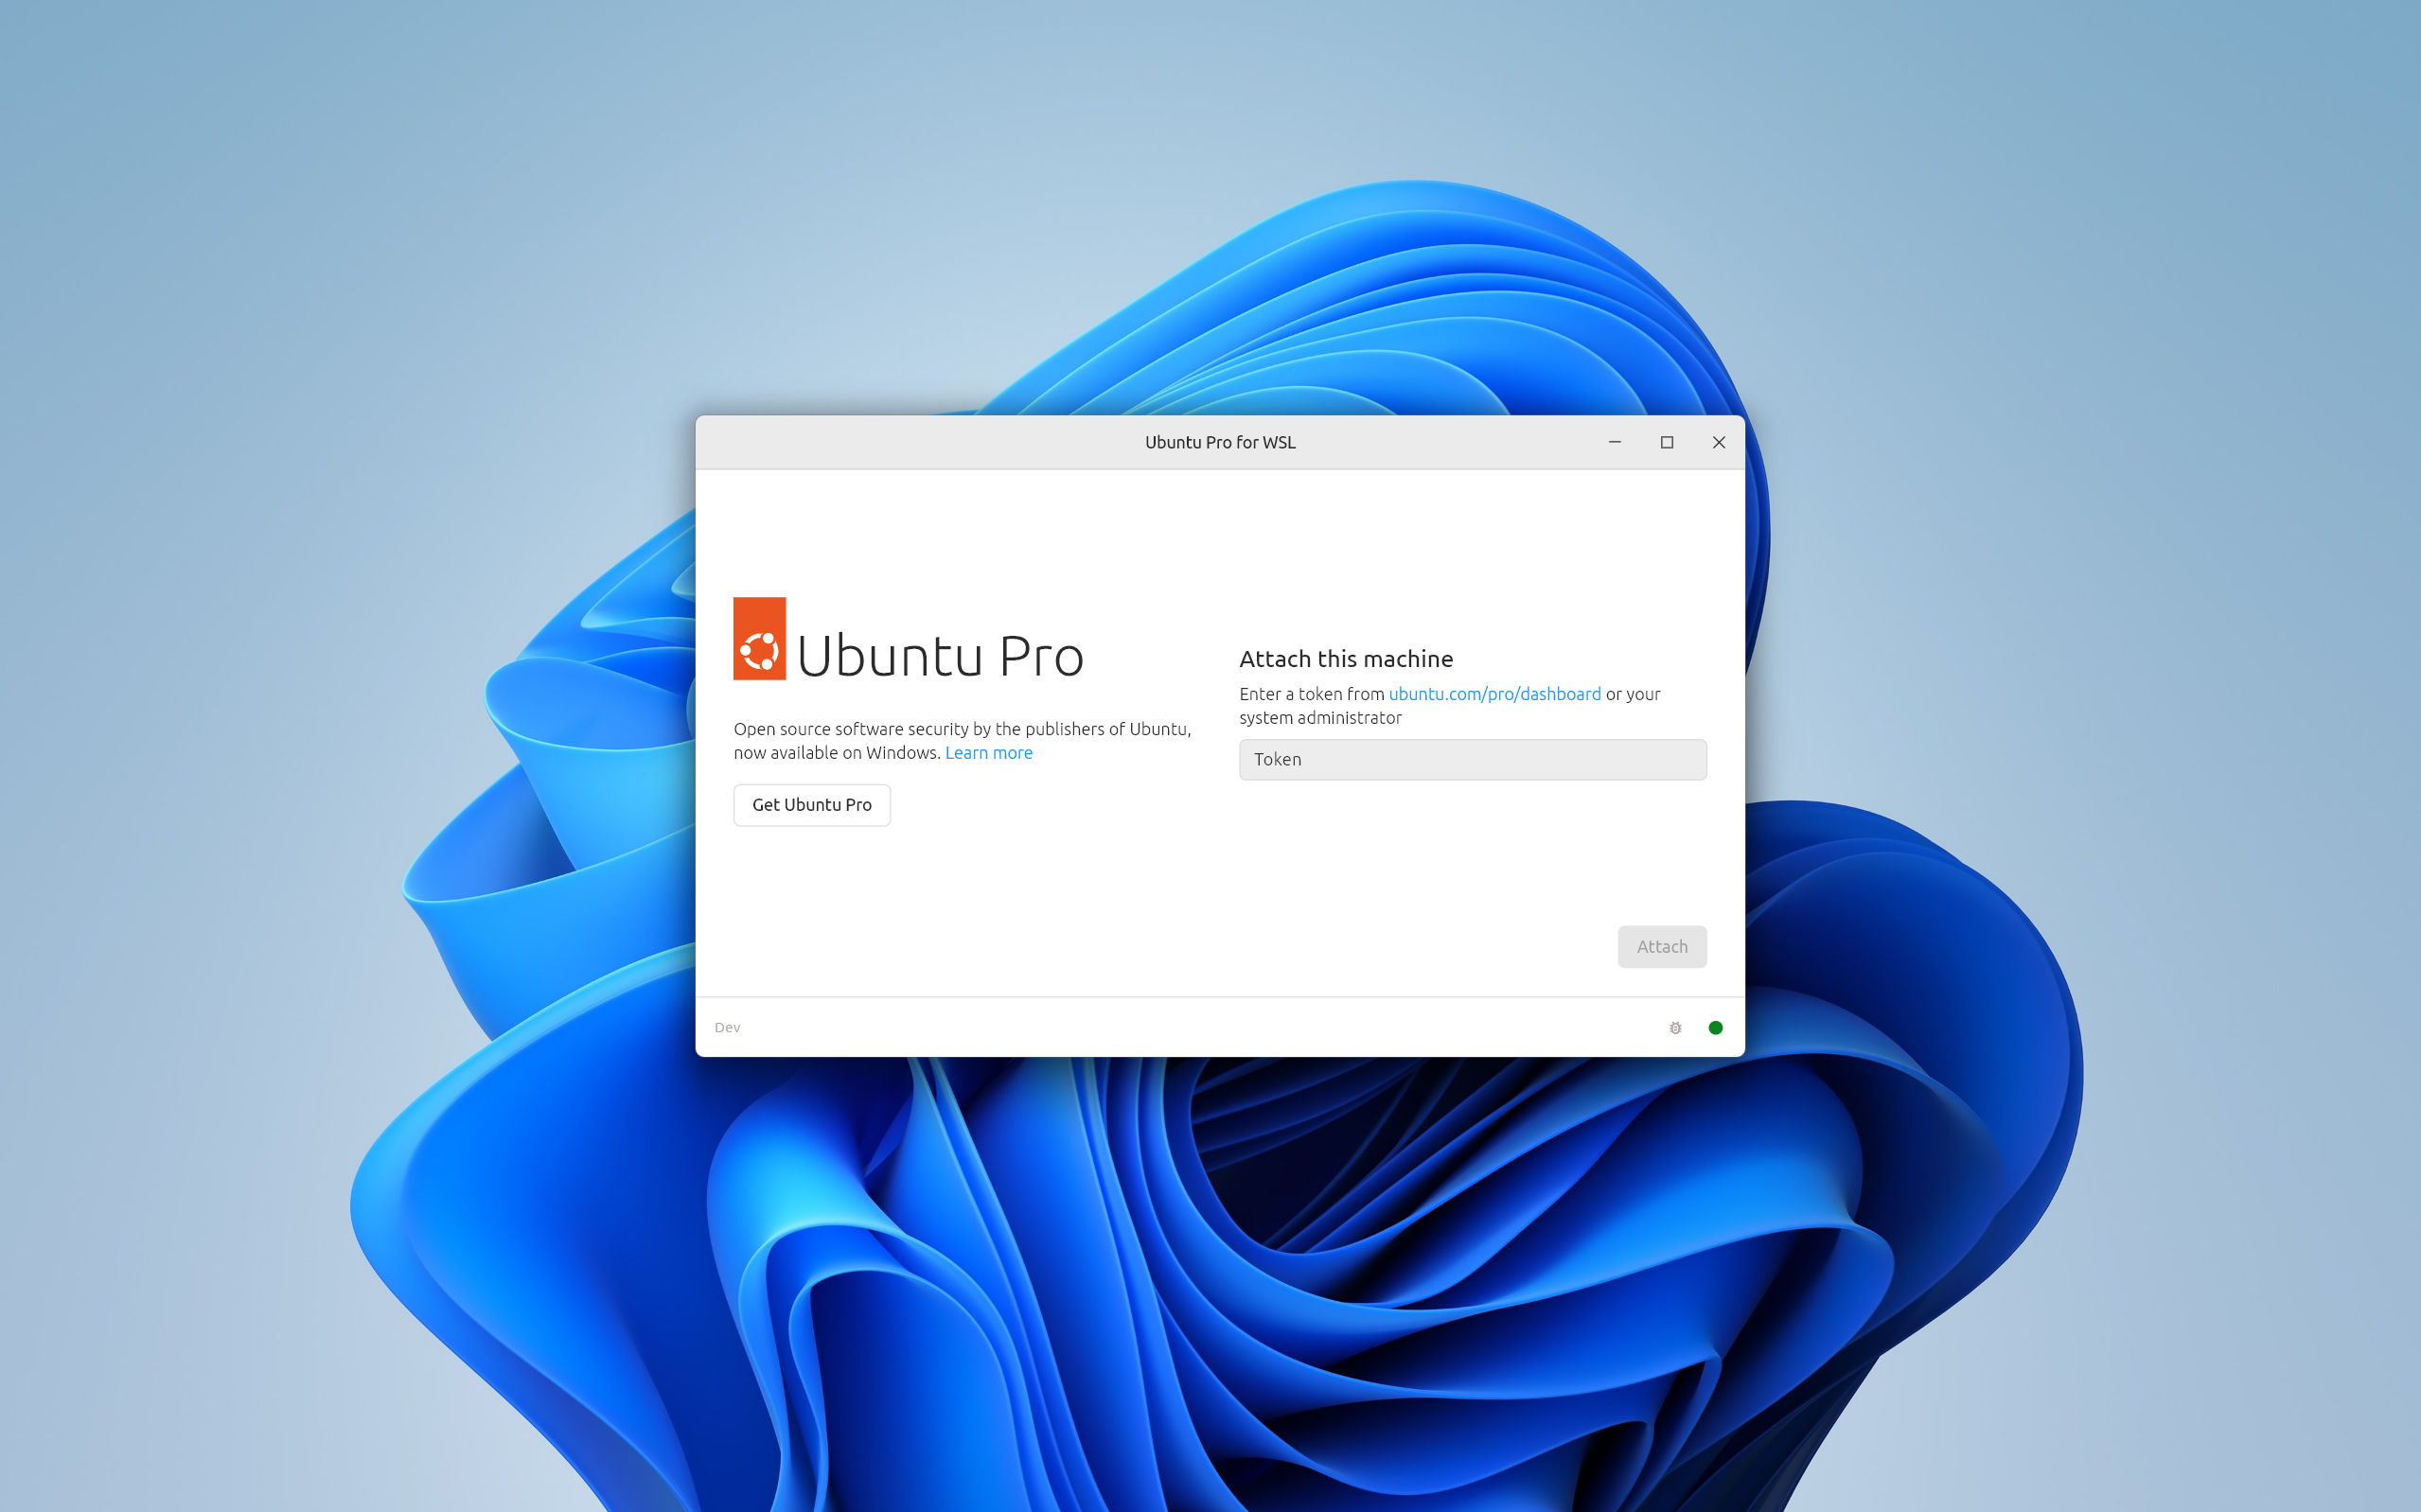 Ubuntu Pro for WSL
Ubuntu Pro
Open source software security by the publishers of Ubuntu,
now available on Windows. Learn more
Get Ubuntu Pro
Attach this machine
Enter a token from ubuntu.com/pro/dashboard or your
system administrator
Token
Attach
Dev